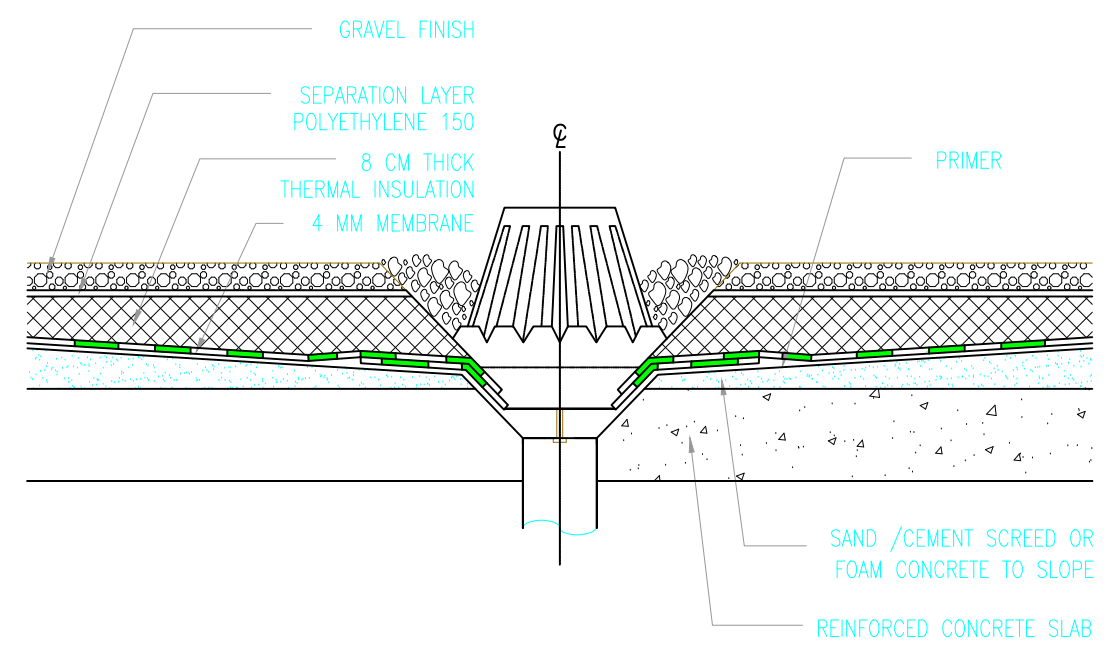 GRAVEL FINISH
SEPARATION LAYER
POLYETHYLENE 150
8 CM THICK
THERMAL INSULATION
4 MM MEMBRANE
℄
PRIMER
SAND /CEMENT SCREED OR
FOAM CONCRETE TO SLOPE
REINFORCED CONCRETE SLAB